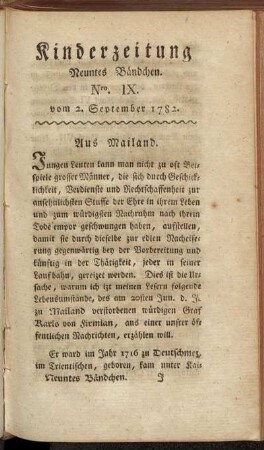 Kinderzeitung
Neuntes Bändchen.
Nro. IX.
vom 2. September 1782.
Aus Mailand.
Jungen Leuten kann man nicht zu oft Bei-
spiele grosser Männer, die sich durch Geschick-
lichkeit, Verdienste und Rechtschaffenheit zur
ansehnlichsten Stuffe der Ehre in ihrem Leben
und zum würdigsten Nachruhm nach ihrem
Tode empor geschwungen haben, aufstellen,
damit sie durch dieselbe zur edlen Nacheife-
rung gegenwärtig bey der Vorbereitung und
künftig in der Thätigkeit, jeder in seiner
Laufbahn, gereizet werden. Dies ist die Ur-
sache, warum ich izt meinen Lesern folgende
Lebensumstände, des am 20sten Jun. d. J.
zu Mailand verstorbenen würdigen Graf
Karls von Firmian, aus einer unsrer öf-
fentlichen Nachrichten, erzählen will.
Er ward im Jahr 1716 zu Deutschmez,
im Trientischen, geboren, kam unter Kai-
Neuntes Bändchen. J